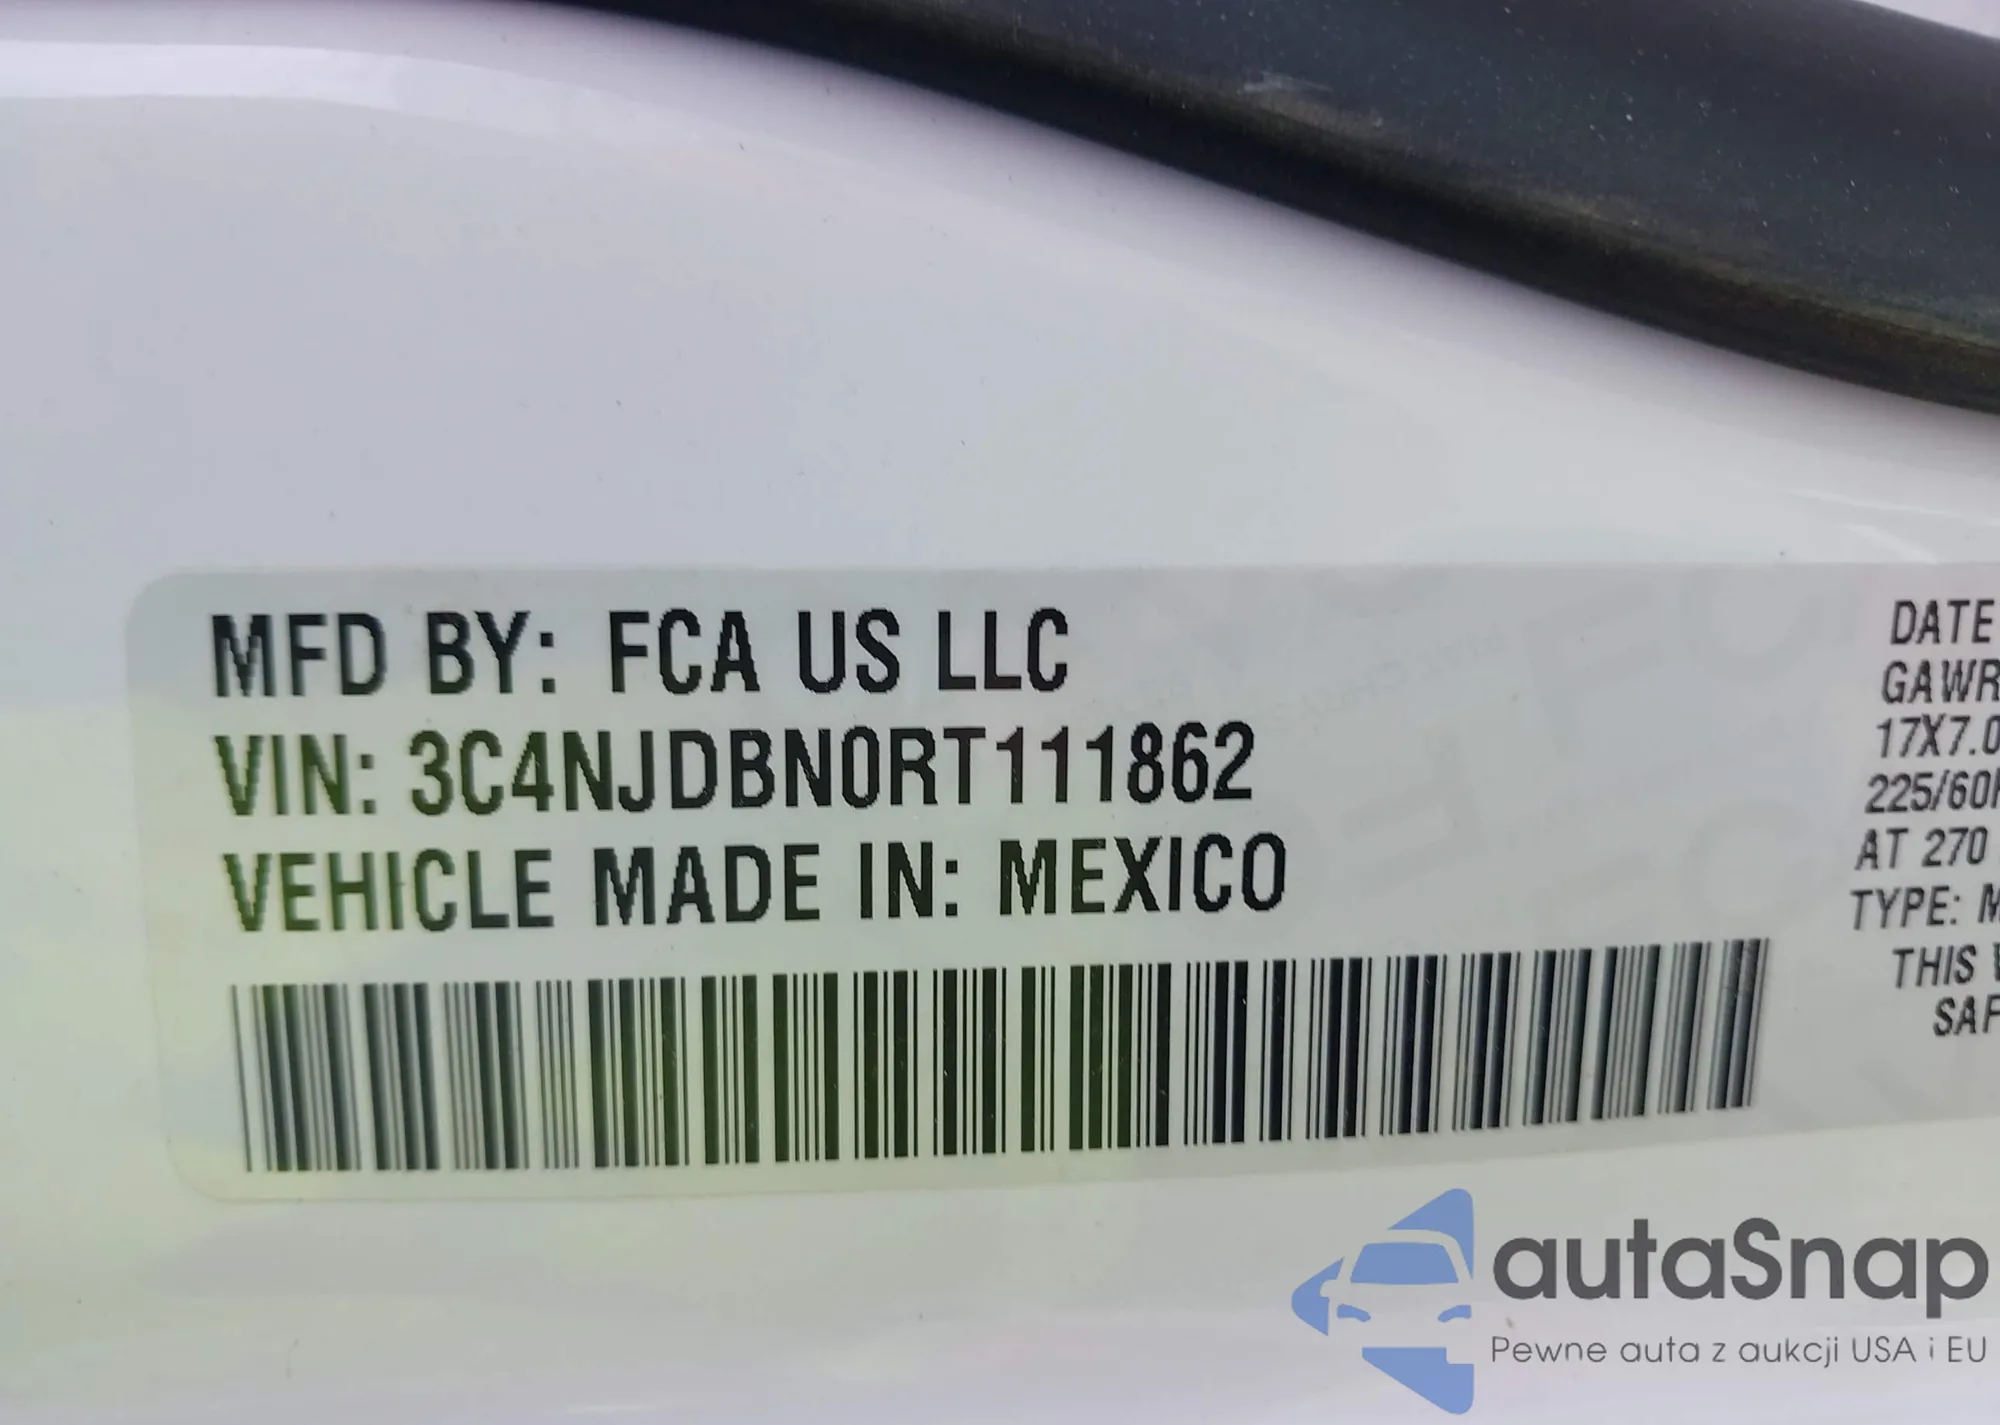 MFD BY: FCA US LLC
VIN: 3C4NJDBN0RT111862
VEHICLE MADE IN: MEXICO
DATE
GAWR
17X7.0
225/60
AT 270
TYPE:
THIS
SAF
autaSnap
Pewne auta z aukcji USA i EU